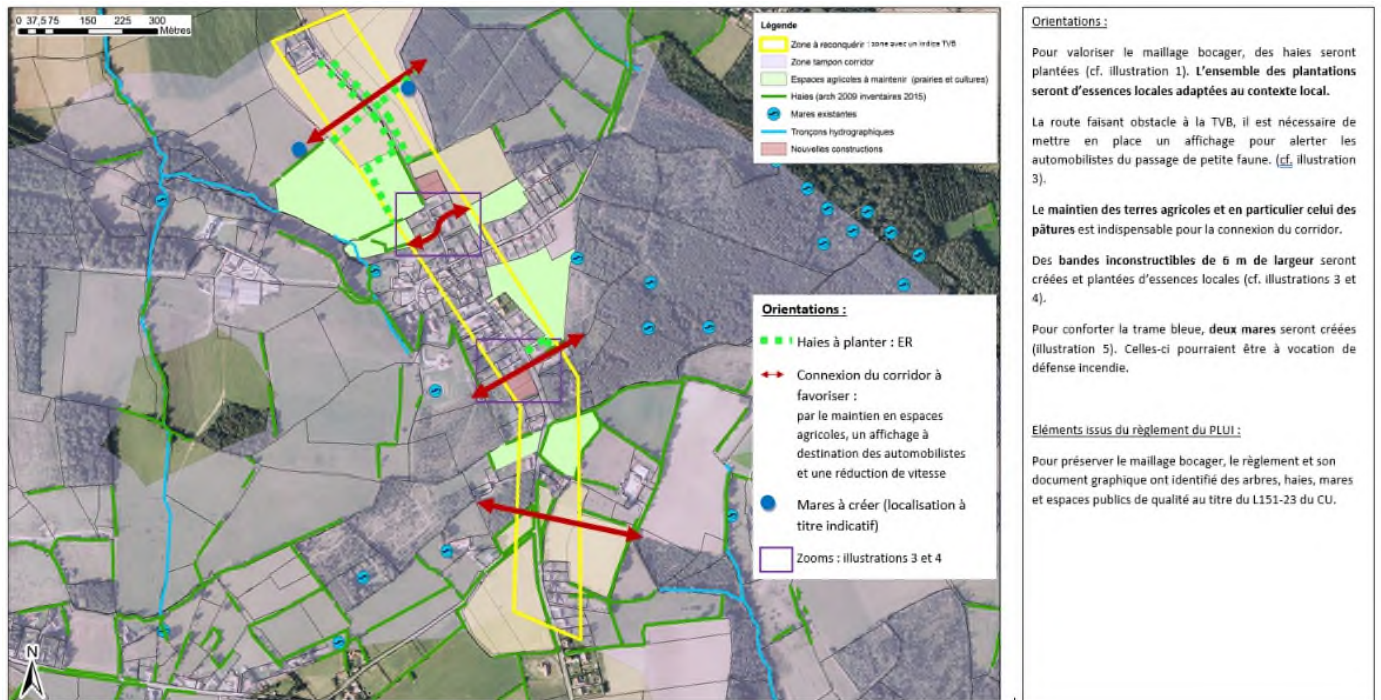 0 37,575 150 225 300
Mètres
Légende
Zone à reconquérir : zone avec un indice TVB
Zone tampon corridor
Espaces agricoles à maintenir (prairies et cultures)
Haies (arch 2009 inventaires 2015)
Mares existantes
Tronçons hydrographiques
Nouvelles constructions
Orientations :
Haies à planter : ER
Connexion du corridor à
favoriser :
par le maintien en espaces
agricoles, un affichage à
destination des automobilistes
et une réduction de vitesse
Mares à créer (localisation à
titre indicatif)
Zooms : illustrations 3 et 4
N
Orientations :
Pour valoriser le maillage bocager, des haies seront
plantées (cf. illustration 1). L'ensemble des plantations
seront d'essences locales adaptées au contexte local.
La route faisant obstacle à la TVB, il est nécessaire de
mettre en place un affichage pour alerter les
automobilistes du passage de petite faune. (cf. illustration
3).
Le maintien des terres agricoles et en particulier celui des
pâtures est indispensable pour la connexion du corridor.
Des bandes inconstructibles de 6 m de largeur seront
créées et plantées d'essences locales (cf. illustrations 3 et
4).
Pour conforter la trame bleue, deux mares seront créées
(illustration 5). Celles-ci pourraient être à vocation de
défense incendie.
Eléments issus du règlement du PLUI :
Pour préserver le maillage bocager, le règlement et son
document graphique ont identifié des arbres, haies, mares
et espaces publics de qualité au titre du L151-23 du CU.